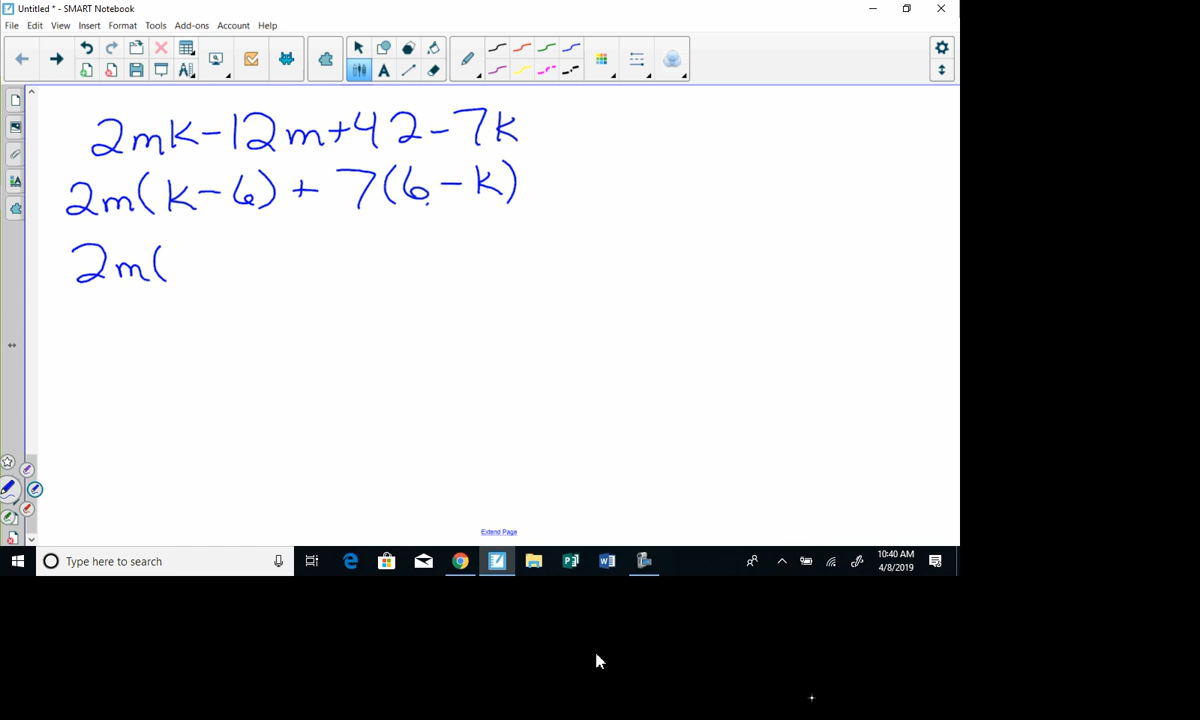 Untitled * - SMART Notebook
File Edit View Insert Format Tools Add-ons Account Help
2mk-12m+42-7k
2m(k-6) + 7(6-k)
2m(
Extend Page
Type here to search
10:40 AM
4/8/2019